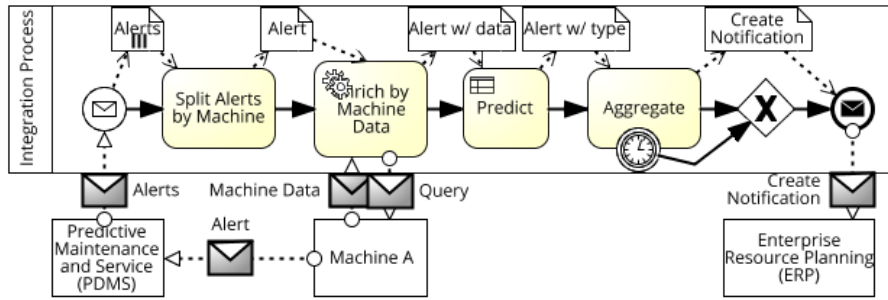 Integration Process
Alerts
Alert
Alert w/ data
Alert w/ type
Create
Notification
Split Alerts
by Machine
nrich by
Machine
Data
Predict
Aggregate
X
Alerts
Machine Data
Query
Create
Notification
Alert
Predictive
Maintenance
and Service
(PDMS)
Machine A
Enterprise
Resource Planning
(ERP)